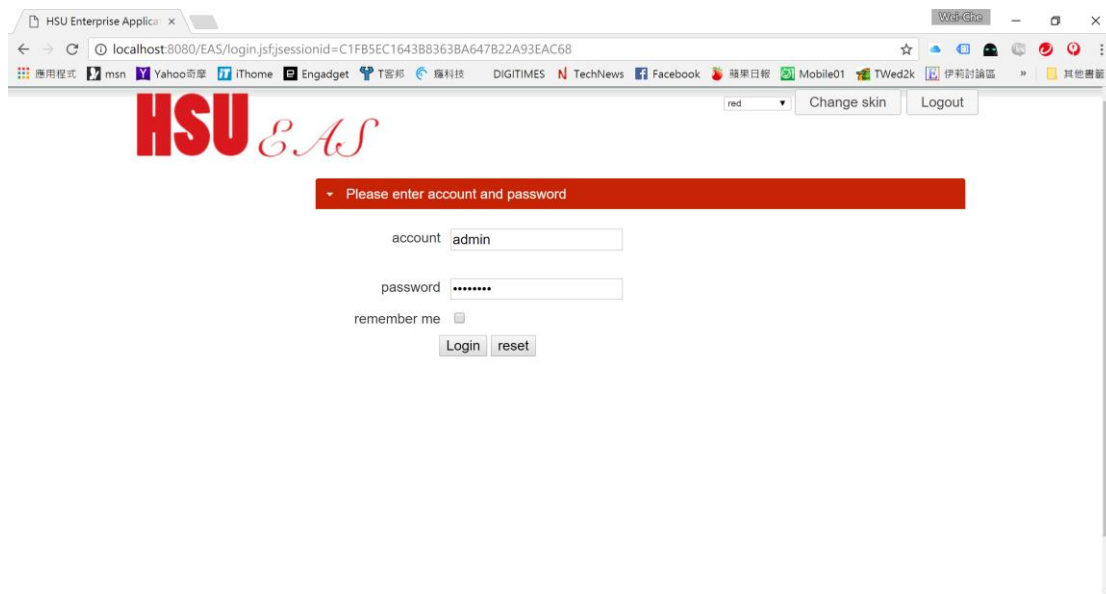 HSU Enterprise Applica
Wei-Che
localhost:8080/EAS/login.jsf;jsessionid=C1FB5EC1643B8363BA647B22A93EAC68
應用程式 msn Yahoo奇摩 iThome Engadget T客邦 癮科技 DIGITIMES TechNews Facebook 蘋果日報 Mobile01 TWed2k 伊莉討論區 » 其他書籤
HSU EAS
red Change skin Logout
Please enter account and password
account admin
password ••••••••
remember me
Login reset